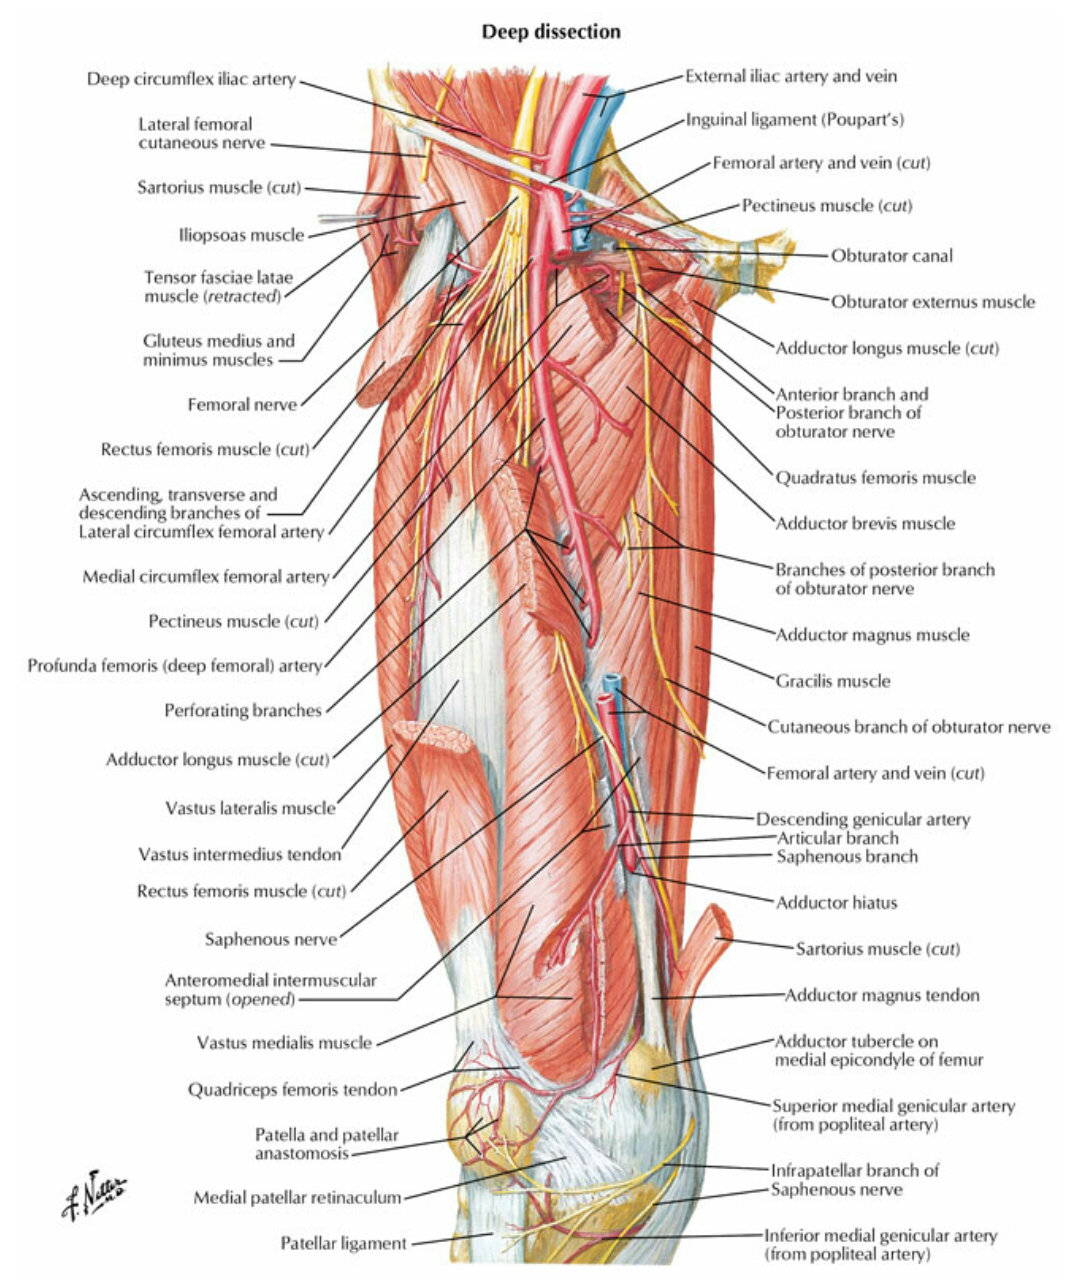 Deep dissection
Deep circumflex iliac artery
Lateral femoral
cutaneous nerve
Sartorius muscle (cut)
Iliopsoas muscle
Tensor fasciae latae
muscle (retracted)
Gluteus medius and
minimus muscles
Femoral nerve
Rectus femoris muscle (cut)
Ascending, transverse and
descending branches of
Lateral circumflex femoral artery
Medial circumflex femoral artery
Pectineus muscle (cut)
Profunda femoris (deep femoral) artery
Perforating branches
Adductor longus muscle (cut)
Vastus lateralis muscle
Vastus intermedius tendon
Rectus femoris muscle (cut)
Saphenous nerve
Anteromedial intermuscular
septum (opened)
Vastus medialis muscle
Quadriceps femoris tendon
Patella and patellar
anastomosis
Medial patellar retinaculum
Patellar ligament
External iliac artery and vein
Inguinal ligament (Poupart's)
Femoral artery and vein (cut)
Pectineus muscle (cut)
Obturator canal
Obturator externus muscle
Adductor longus muscle (cut)
Anterior branch and
Posterior branch of
obturator nerve
Quadratus femoris muscle
Adductor brevis muscle
Branches of posterior branch
of obturator nerve
Adductor magnus muscle
Gracilis muscle
Cutaneous branch of obturator nerve
Femoral artery and vein (cut)
Descending genicular artery
Articular branch
Saphenous branch
Adductor hiatus
Sartorius muscle (cut)
Adductor magnus tendon
Adductor tubercle on
medial epicondyle of femur
Superior medial genicular artery
(from popliteal artery)
Infrapatellar branch of
Saphenous nerve
Inferior medial genicular artery
(from popliteal artery)
F. Netter
M.D.